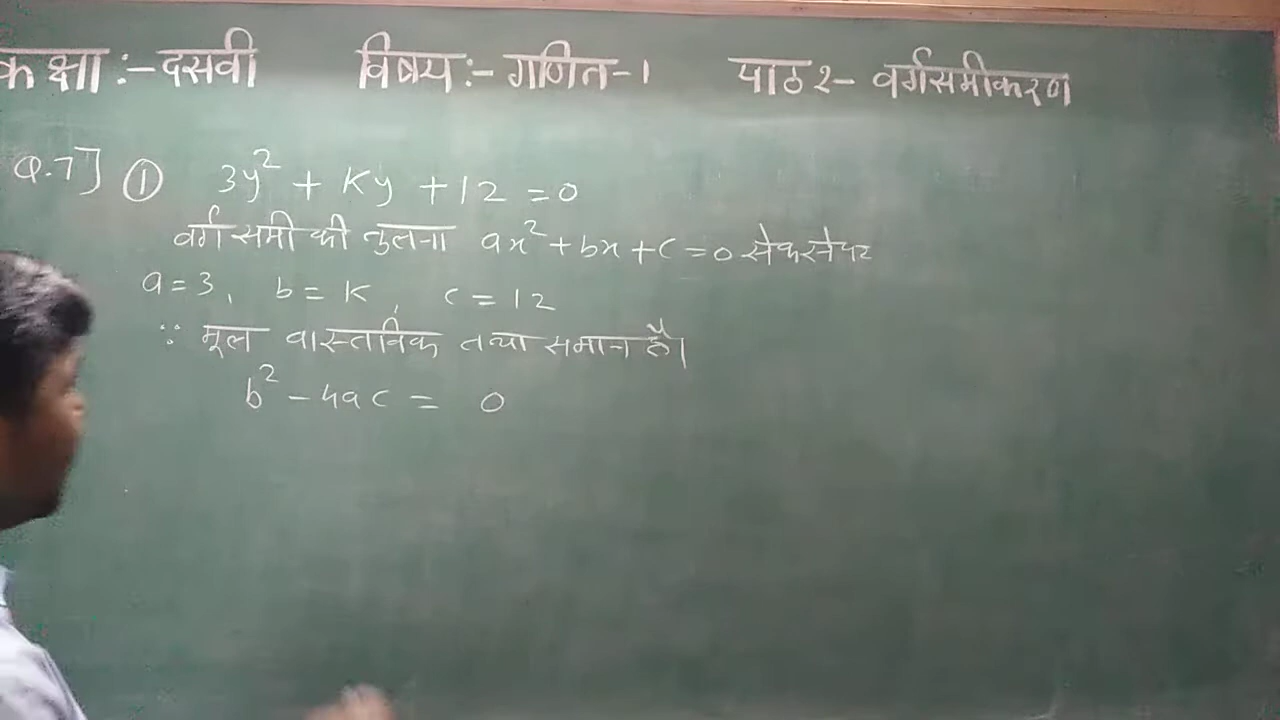 कक्षा :- दसवी विषय :- गणित-1 पाठ 2- वर्गसमीकरण
Q.7] ① 3y² + Ky + 12 = 0
वर्ग समी की तुलना ax² + bx + c = 0 से करने पर
a = 3, b = K, c = 12
∵ मूल वास्तविक तथा समान है।
b² - 4ac = 0